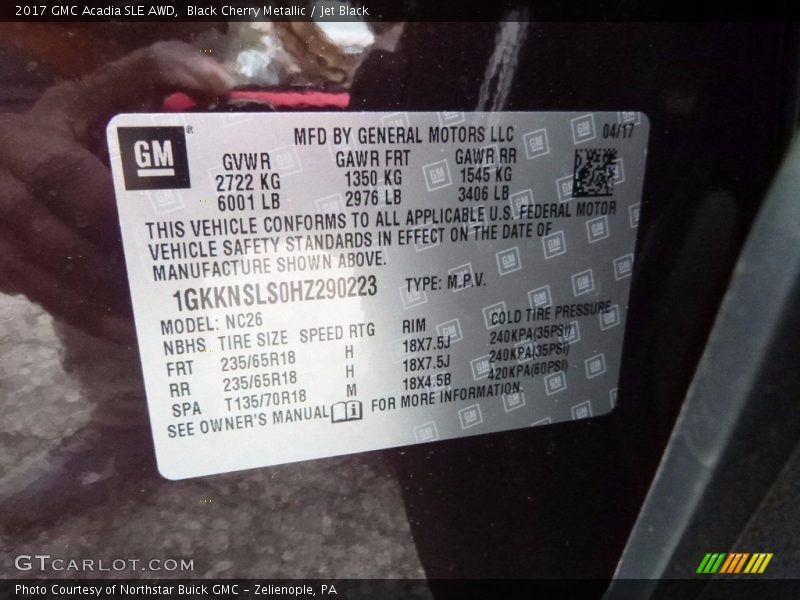 2017 GMC Acadia SLE AWD, Black Cherry Metallic / Jet Black
GM ®
MFD BY GENERAL MOTORS LLC 04/17
GVWR GAWR FRT GAWR RR
2722 KG 1350 KG 1545 KG
6001 LB 2976 LB 3406 LB
THIS VEHICLE CONFORMS TO ALL APPLICABLE U.S. FEDERAL MOTOR
VEHICLE SAFETY STANDARDS IN EFFECT ON THE DATE OF
MANUFACTURE SHOWN ABOVE.
1GKKNSLS0HZ290223 TYPE: M.P.V.
MODEL: NC26
NBHS TIRE SIZE SPEED RTG RIM COLD TIRE PRESSURE
FRT 235/65R18 H 18X7.5J 240KPA(35PSI)
RR 235/65R18 H 18X7.5J 240KPA(35PSI)
SPA T135/70R18 M 18X4.5B 420KPA(60PSI)
SEE OWNER'S MANUAL FOR MORE INFORMATION.
GTCARLOT.COM
Photo Courtesy of Northstar Buick GMC - Zelienople, PA